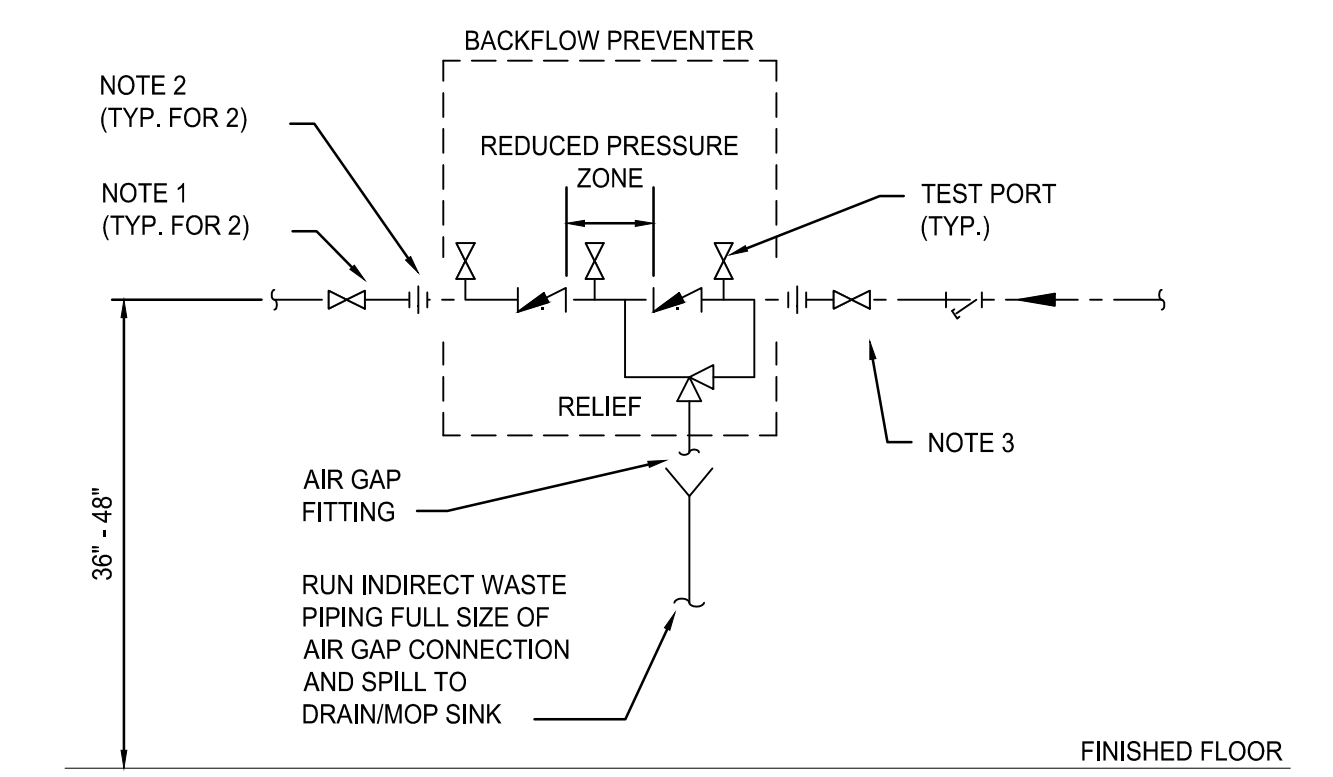 BACKFLOW PREVENTER
NOTE 2
(TYP. FOR 2)
REDUCED PRESSURE
ZONE
NOTE 1
(TYP. FOR 2)
TEST PORT
(TYP.)
RELIEF
NOTE 3
AIR GAP
FITTING
36" - 48"
RUN INDIRECT WASTE
PIPING FULL SIZE OF
AIR GAP CONNECTION
AND SPILL TO
DRAIN/MOP SINK
FINISHED FLOOR